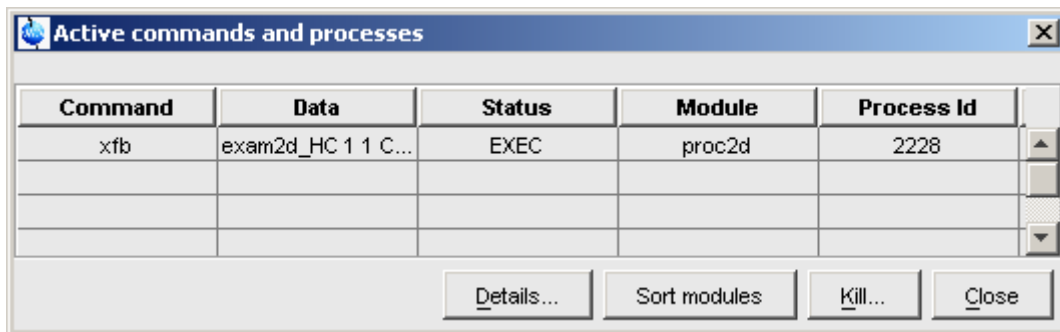 Active commands and processes
Command Data Status Module Process Id
xfb exam2d_HC 1 1 C... EXEC proc2d 2228
Details... Sort modules Kill... Close